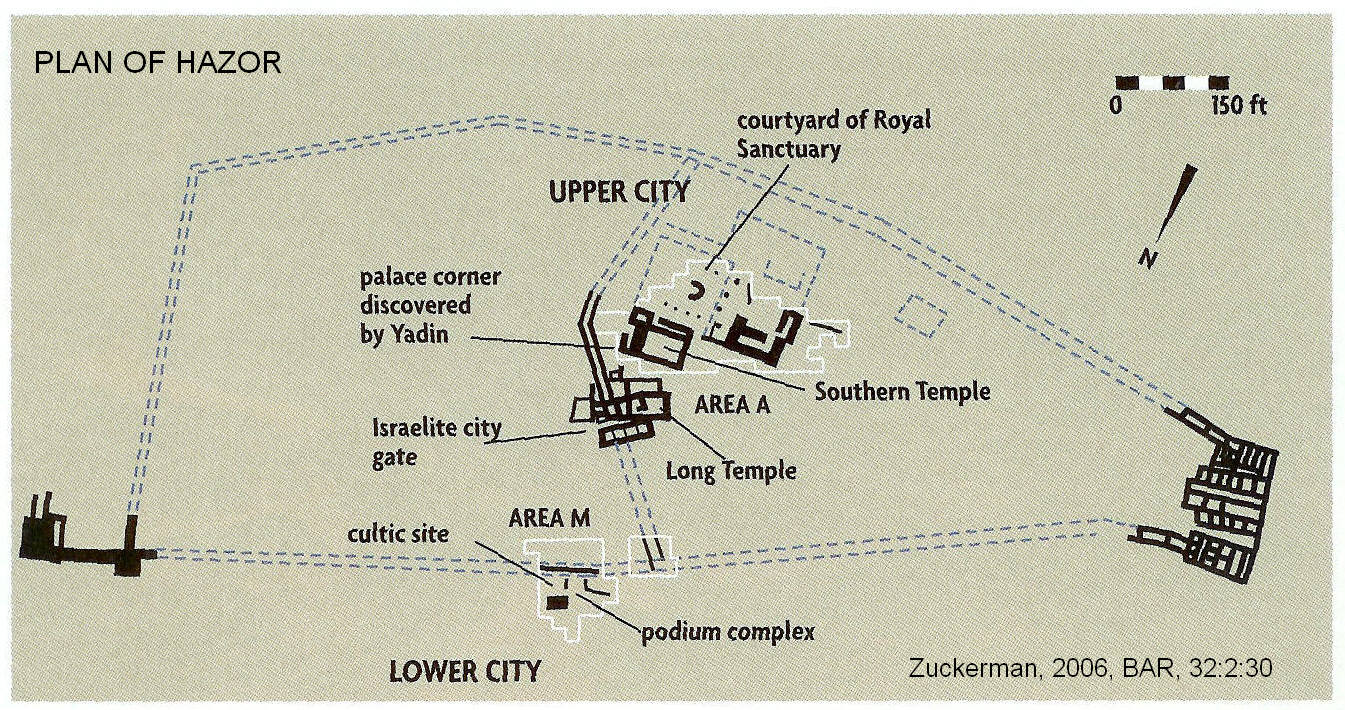 PLAN OF HAZOR
0 150 ft
courtyard of Royal
Sanctuary
UPPER CITY
N
palace corner
discovered
by Yadin
Southern Temple
AREA A
Israelite city
gate
Long Temple
AREA M
cultic site
podium complex
LOWER CITY
Zuckerman, 2006, BAR, 32:2:30